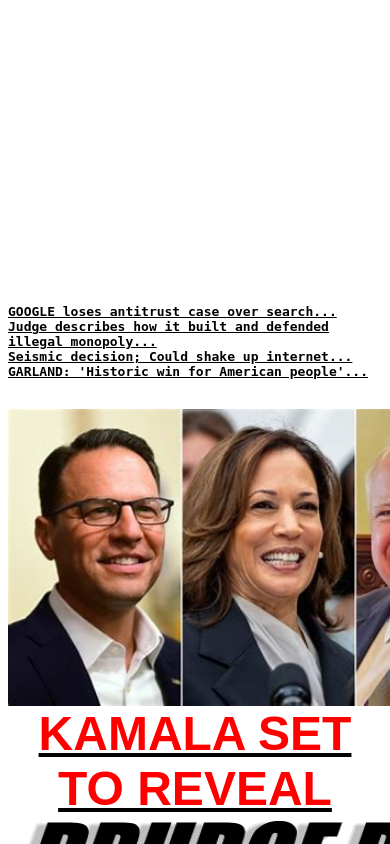 GOOGLE loses antitrust case over search...
Judge describes how it built and defended
illegal monopoly...
Seismic decision; Could shake up internet...
GARLAND: 'Historic win for American people'...
KAMALA SET
TO REVEAL